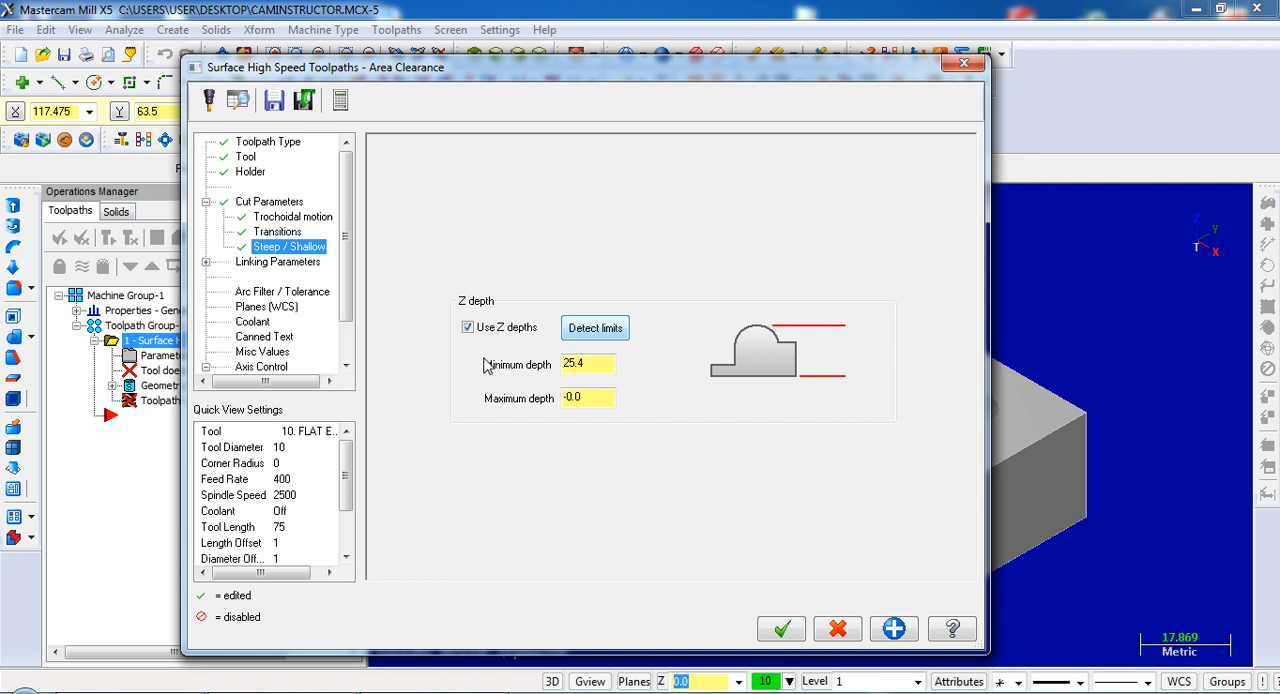 Mastercam Mill X5 C:\USERS\USER\DESKTOP\CAMINSTRUCTOR.MCX-5
File Edit View Analyze Create Solids Xform Machine Type Toolpaths Screen Settings Help
Surface High Speed Toolpaths - Area Clearance
X 117.475 Y 63.5
Toolpath Type
Tool
Holder
Cut Parameters
Trochoidal motion
Transitions
Steep / Shallow
Linking Parameters
Arc Filter / Tolerance
Planes (WCS)
Coolant
Canned Text
Misc Values
Axis Control
Operations Manager
Toolpaths Solids
Machine Group-1
Properties - Gene
Toolpath Group-
1 - Surface H
Paramete
Tool doe
Geometr
Toolpath
Z depth
Use Z depths Detect limits
Minimum depth 25.4
Maximum depth -0.0
Z
Y
T
X
Quick View Settings
Tool 10. FLAT E..
Tool Diameter 10
Corner Radius 0
Feed Rate 400
Spindle Speed 2500
Coolant Off
Tool Length 75
Length Offset 1
Diameter Off... 1
= edited
= disabled
17.869
Metric
3D Gview Planes Z 0.0 10 Level 1 Attributes WCS Groups ! ?